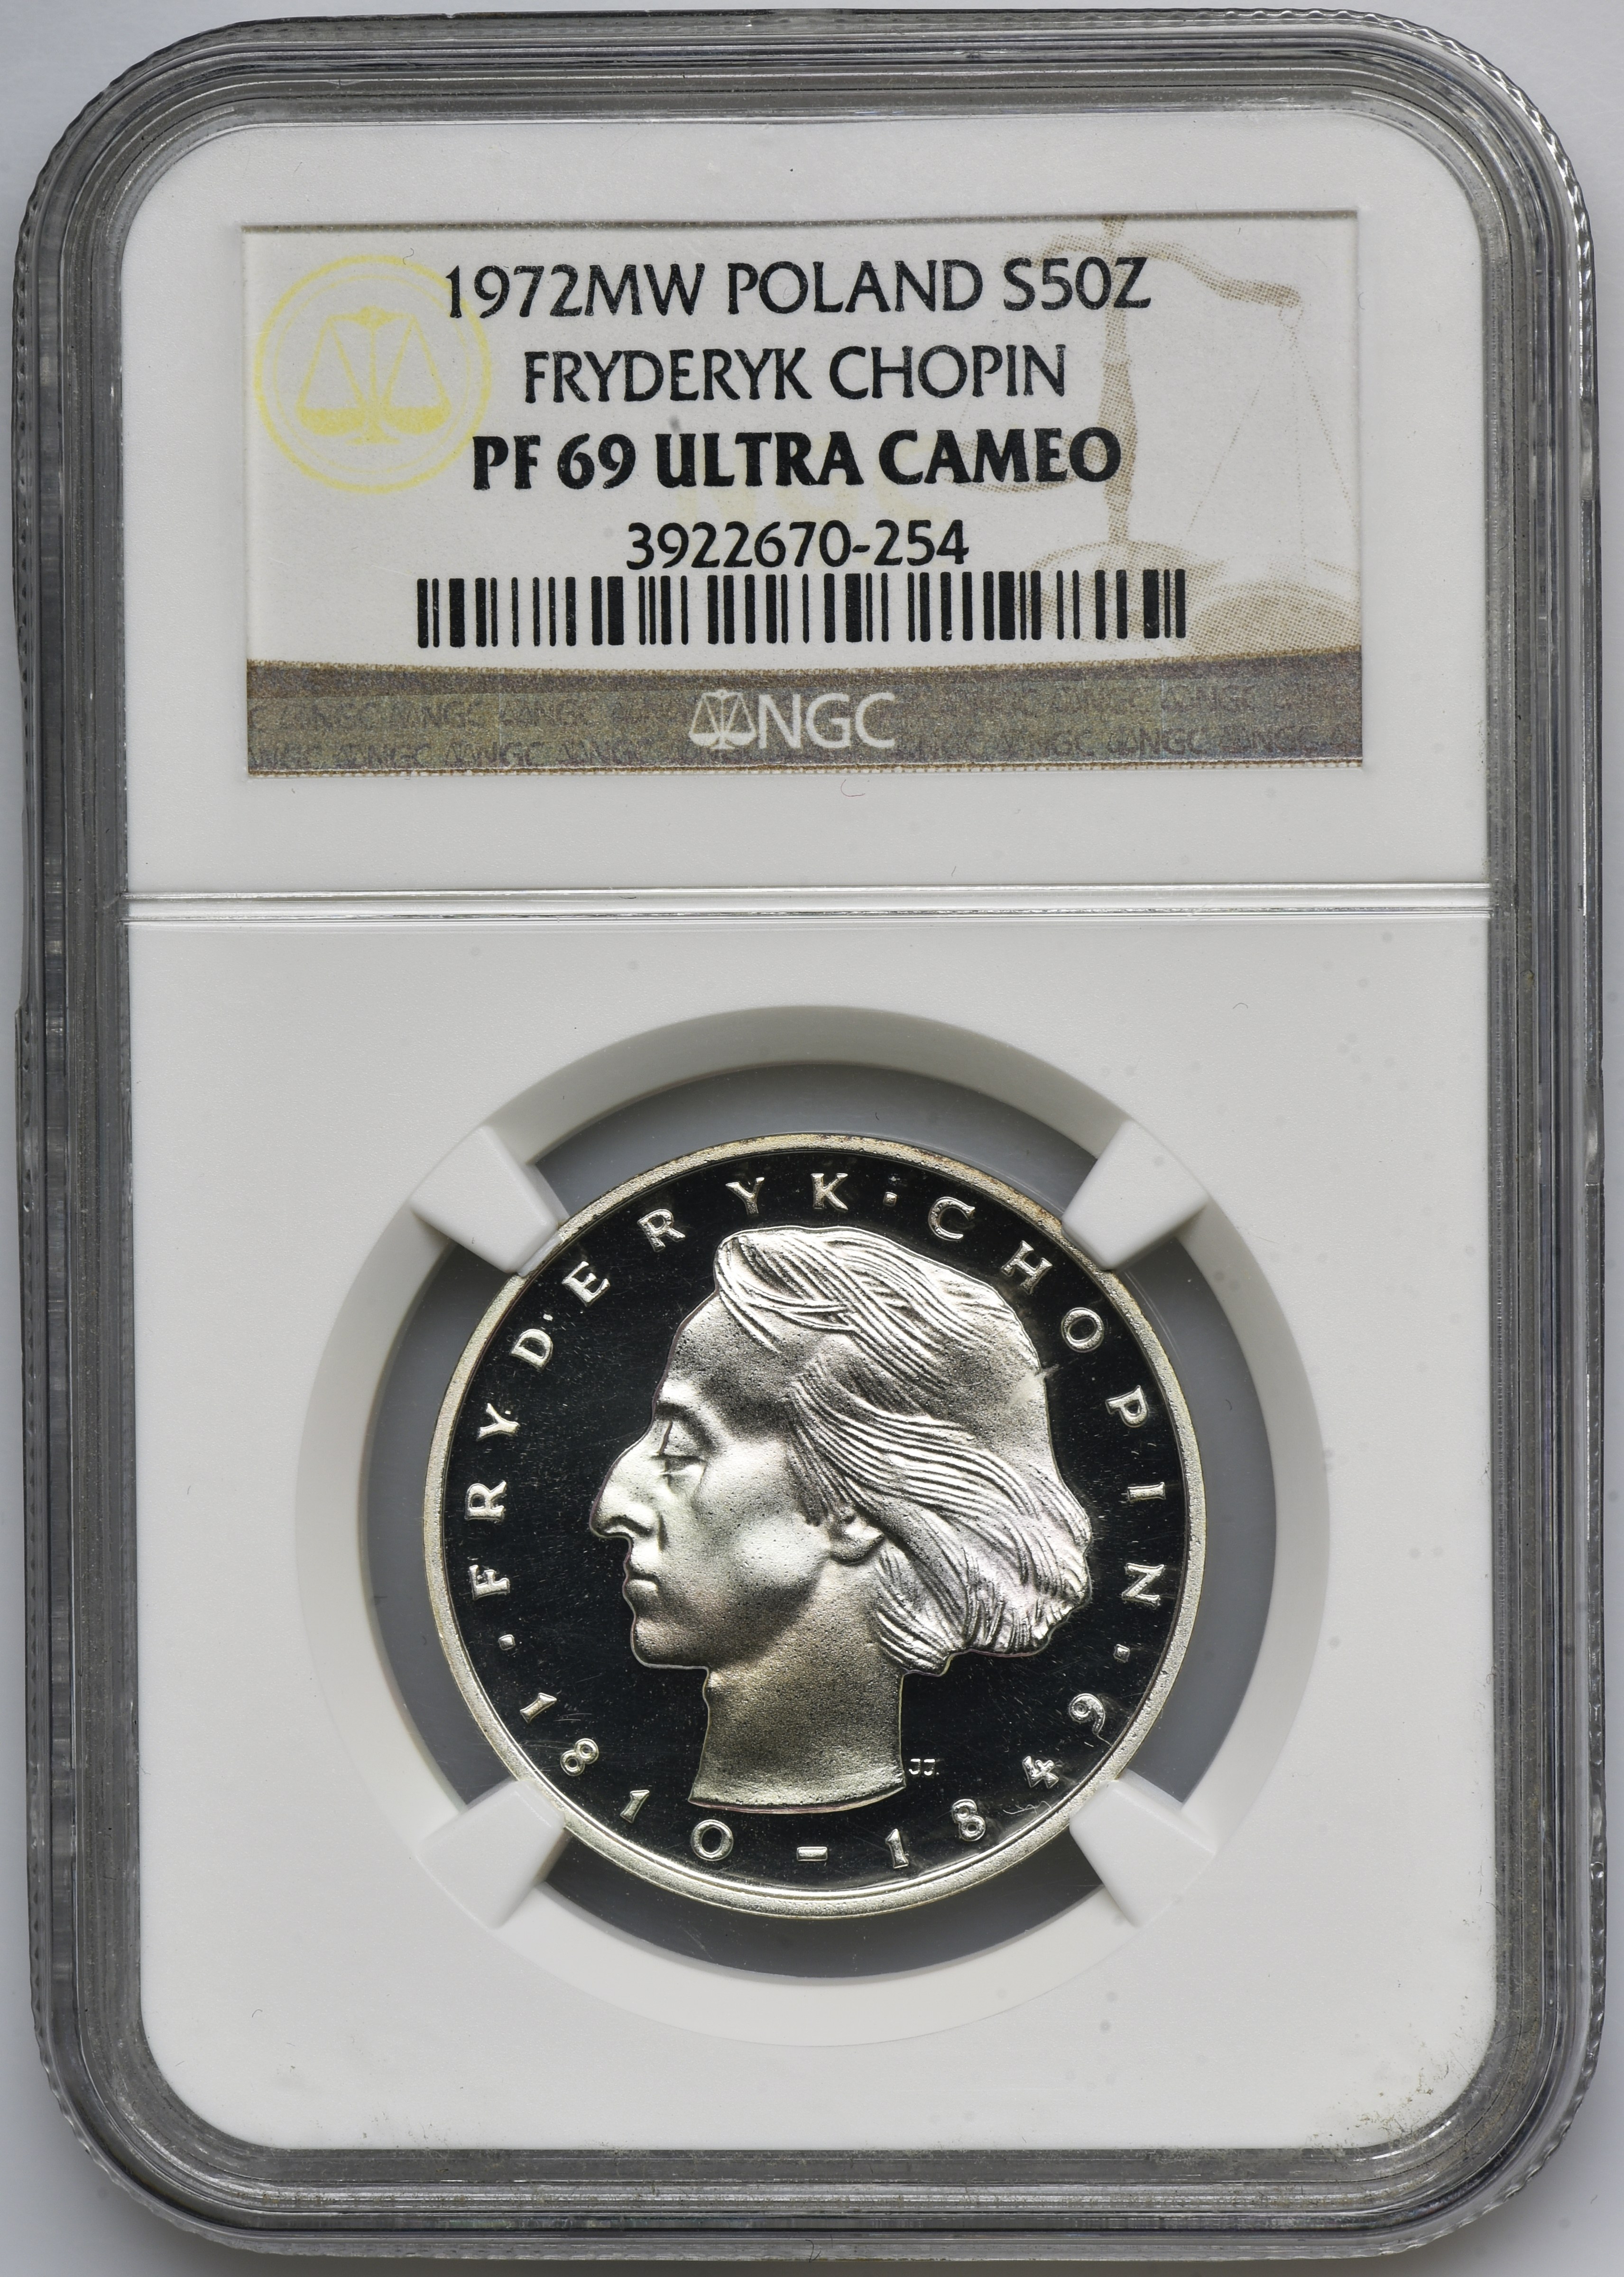 1972MW POLAND S50Z
FRYDERYK CHOPIN
PF 69 ULTRA CAMEO
3922670-254
NGC
· FRYDERYK · CHOPIN ·
1810 – 1849
JJ.